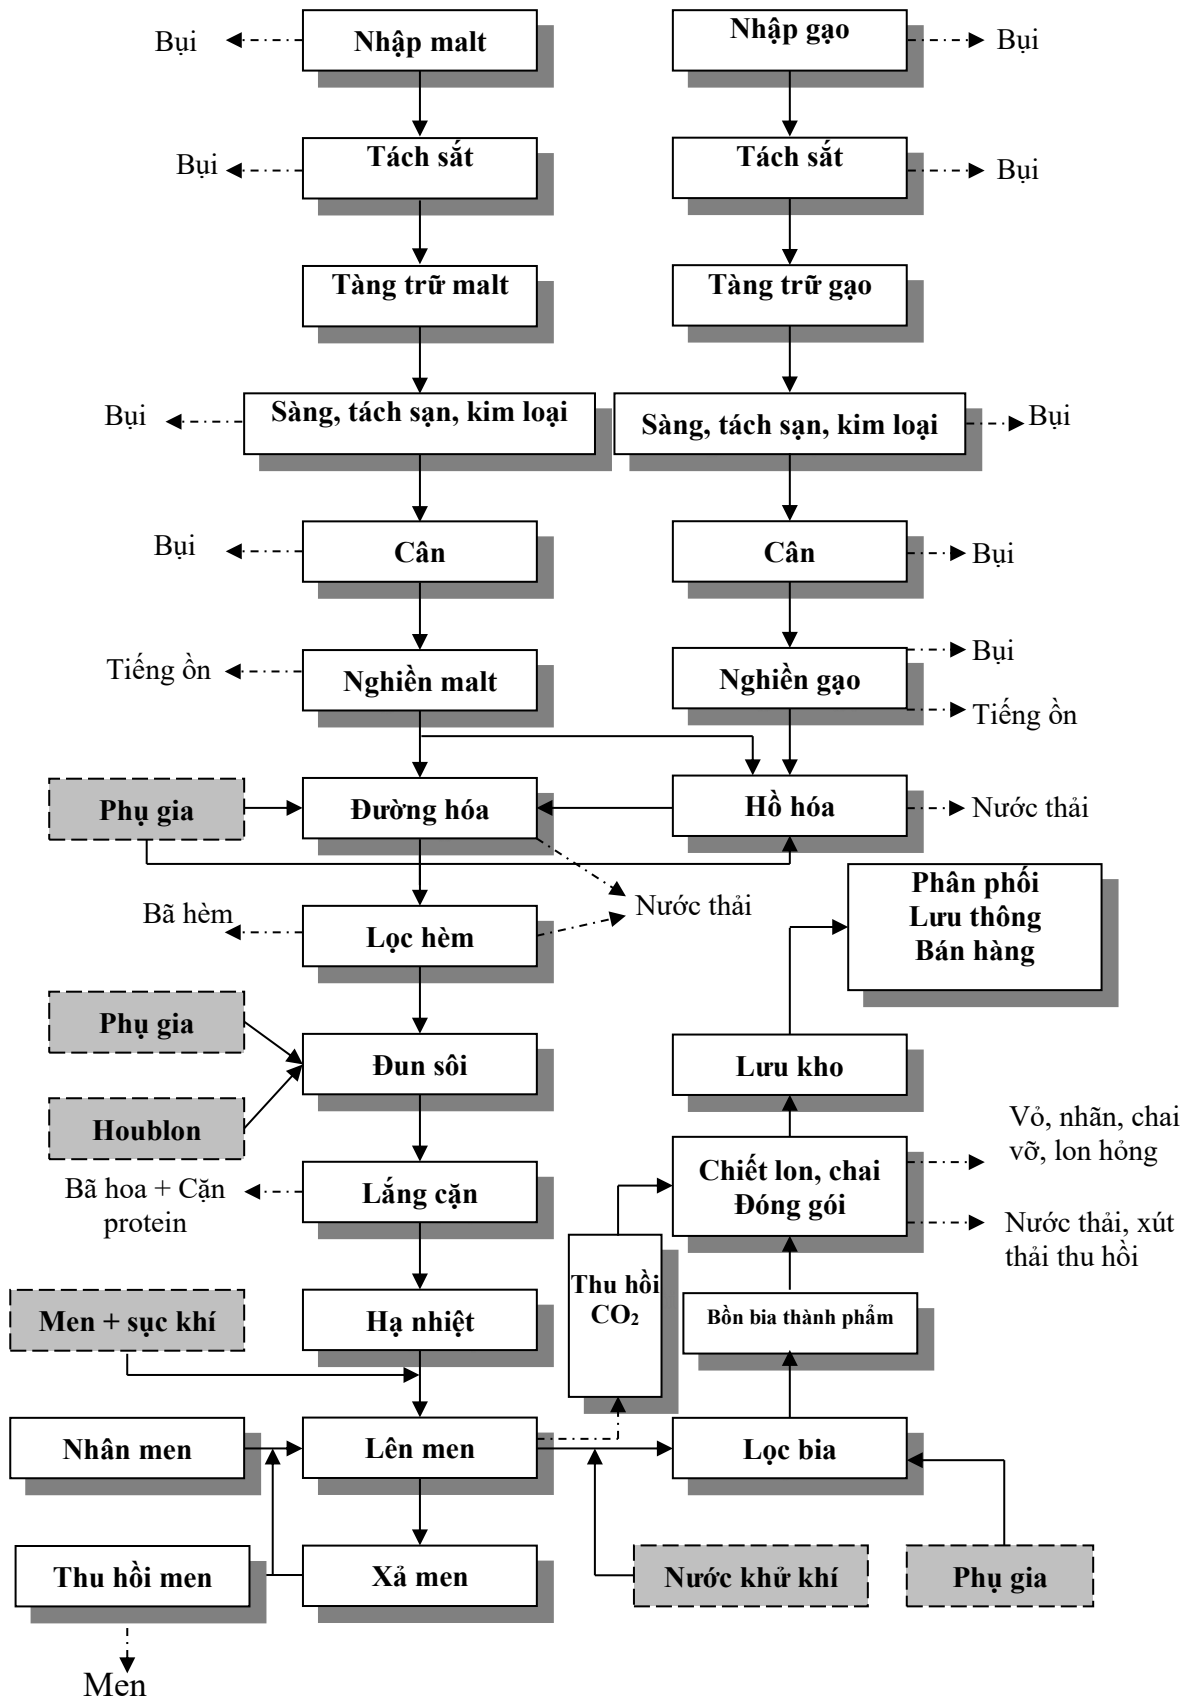 Bụi
Nhập malt
Nhập gạo
Bụi
Bụi
Tách sắt
Tách sắt
Bụi
Tàng trữ malt
Tàng trữ gạo
Bụi
Sàng, tách sạn, kim loại
Sàng, tách sạn, kim loại
Bụi
Bụi
Cân
Cân
Bụi
Tiếng ồn
Nghiền malt
Nghiền gạo
Bụi
Tiếng ồn
Phụ gia
Đường hóa
Hồ hóa
Nước thải
Bã hèm
Lọc hèm
Nước thải
Phân phối
Lưu thông
Bán hàng
Phụ gia
Houblon
Đun sôi
Lưu kho
Bã hoa + Cặn
protein
Lắng cặn
Chiết lon, chai
Đóng gói
Vỏ, nhãn, chai
vỡ, lon hỏng
Nước thải, xút
thải thu hồi
Men + sục khí
Hạ nhiệt
Thu hồi
CO₂
Bồn bia thành phẩm
Nhân men
Lên men
Lọc bia
Thu hồi men
Xả men
Nước khử khí
Phụ gia
Men